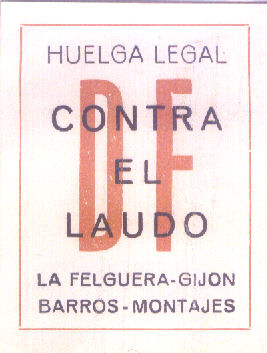 HUELGA LEGAL
DF
CONTRA
EL
LAUDO
LA FELGUERA-GIJON
BARROS-MONTAJES